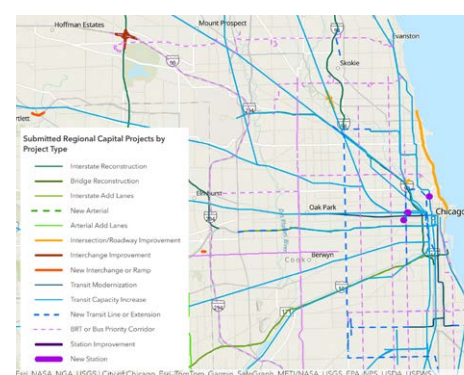 Hoffman Estates
Mount Prospect
Evanston
Skokie
90
94
tlett
Submitted Regional Capital Projects by
Project Type
Interstate Reconstruction
Bridge Reconstruction
Interstate Add Lanes
New Arterial
Arterial Add Lanes
Intersection/Roadway Improvement
Interchange Improvement
New Interchange or Ramp
Transit Modernization
Transit Capacity Increase
New Transit Line or Extension
BRT or Bus Priority Corridor
Station Improvement
New Station
Elmhurst
Oak Park
Chicago
Berwyn
Cook
Esri, NASA, NGA, USGS | City of Chicago, Esri, TomTom, Garmin, SafeGraph, METI/NASA, USGS, EPA, NPS, USDA, USFWS